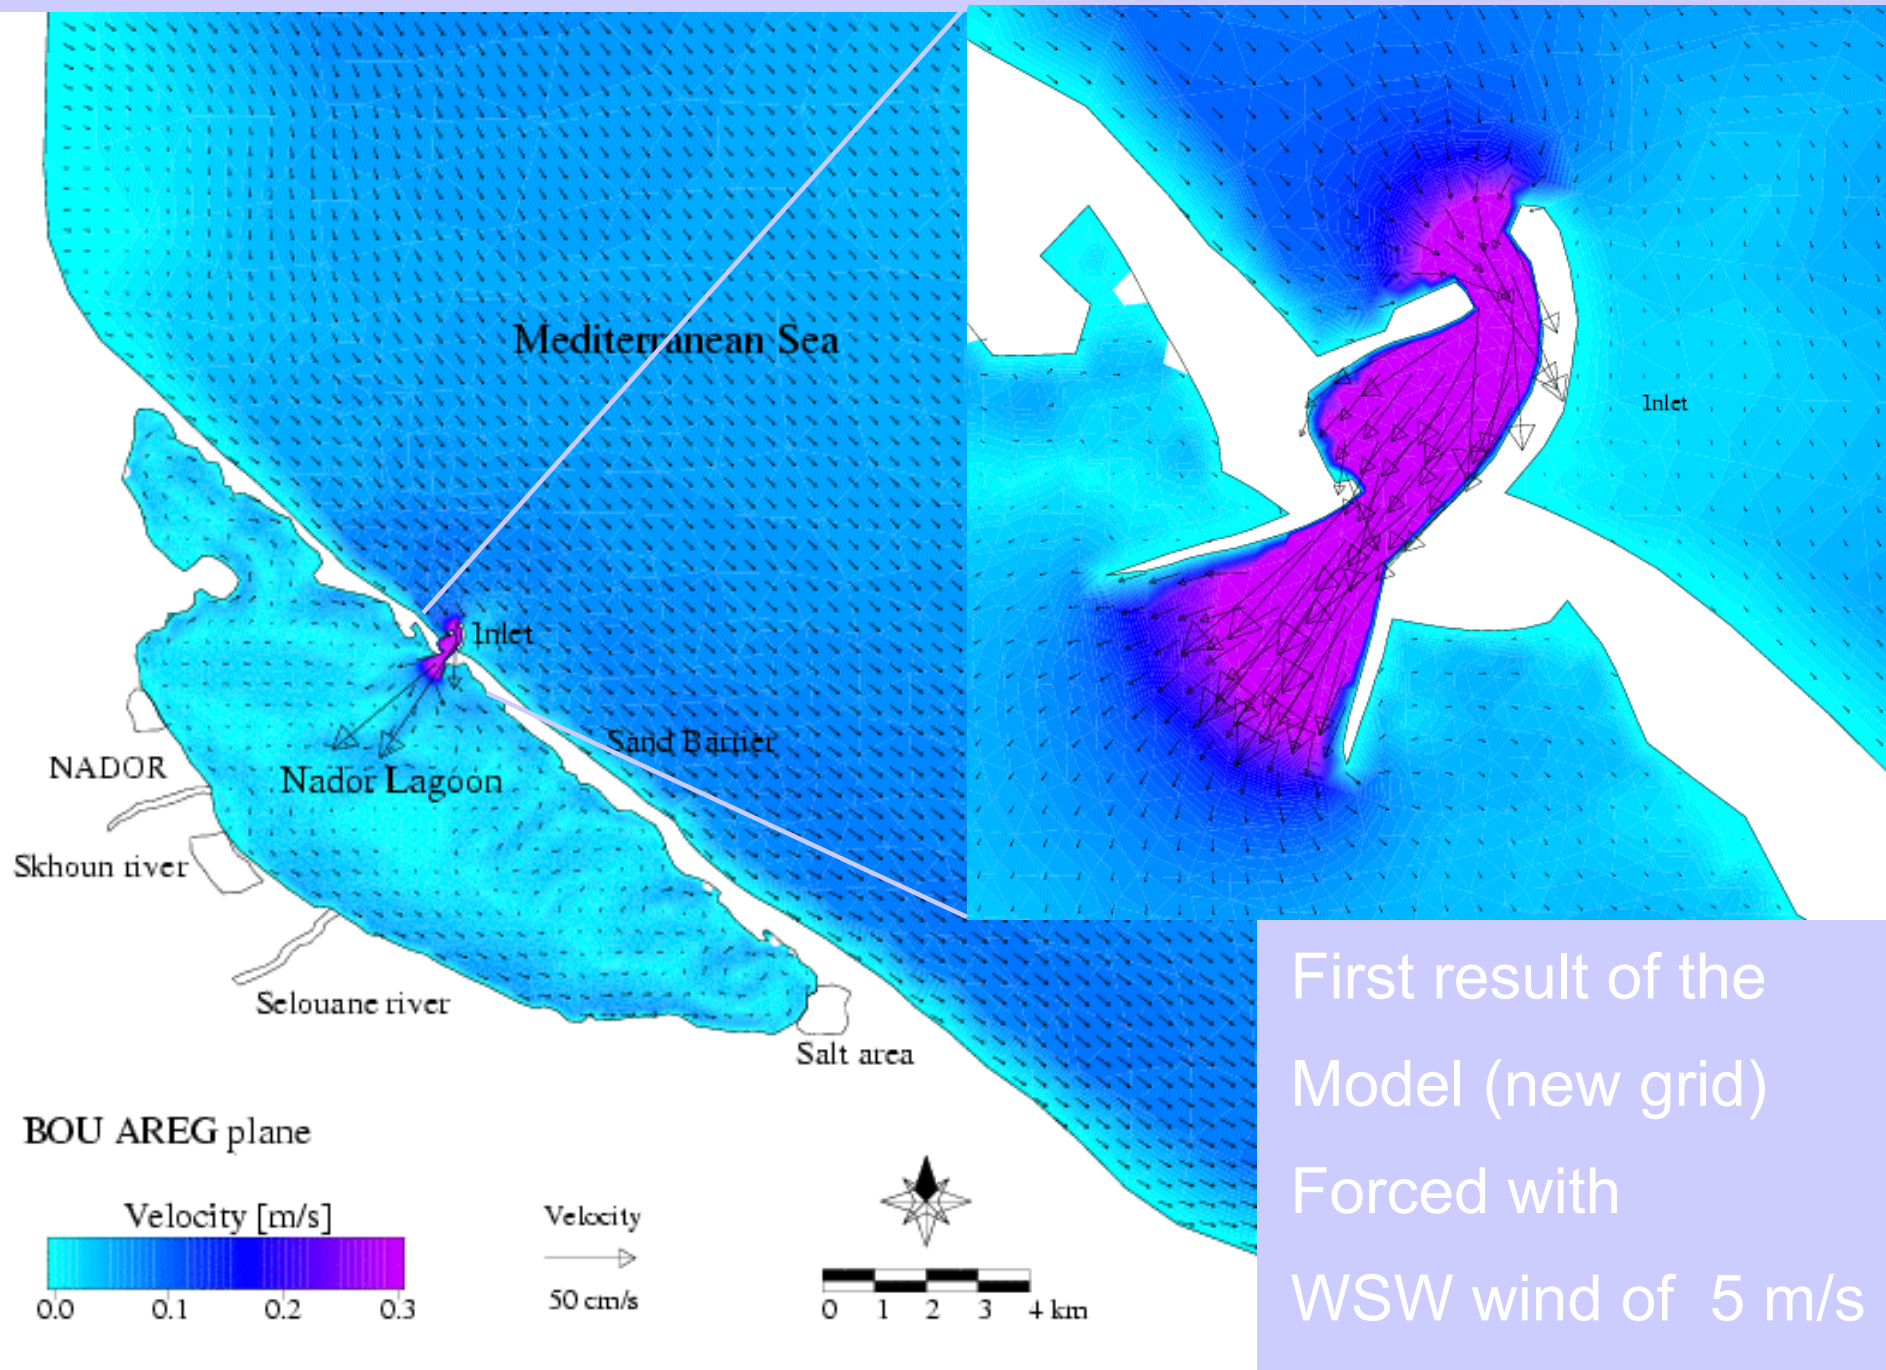 Mediterranean Sea
Inlet
Inlet
Sand Barrier
NADOR
Nador Lagoon
Skhoun river
Selouane river
Salt area
BOU AREG plane
Velocity [m/s]
0.0 0.1 0.2 0.3
Velocity
50 cm/s
0 1 2 3 4 km
First result of the
Model (new grid)
Forced with
WSW wind of 5 m/s